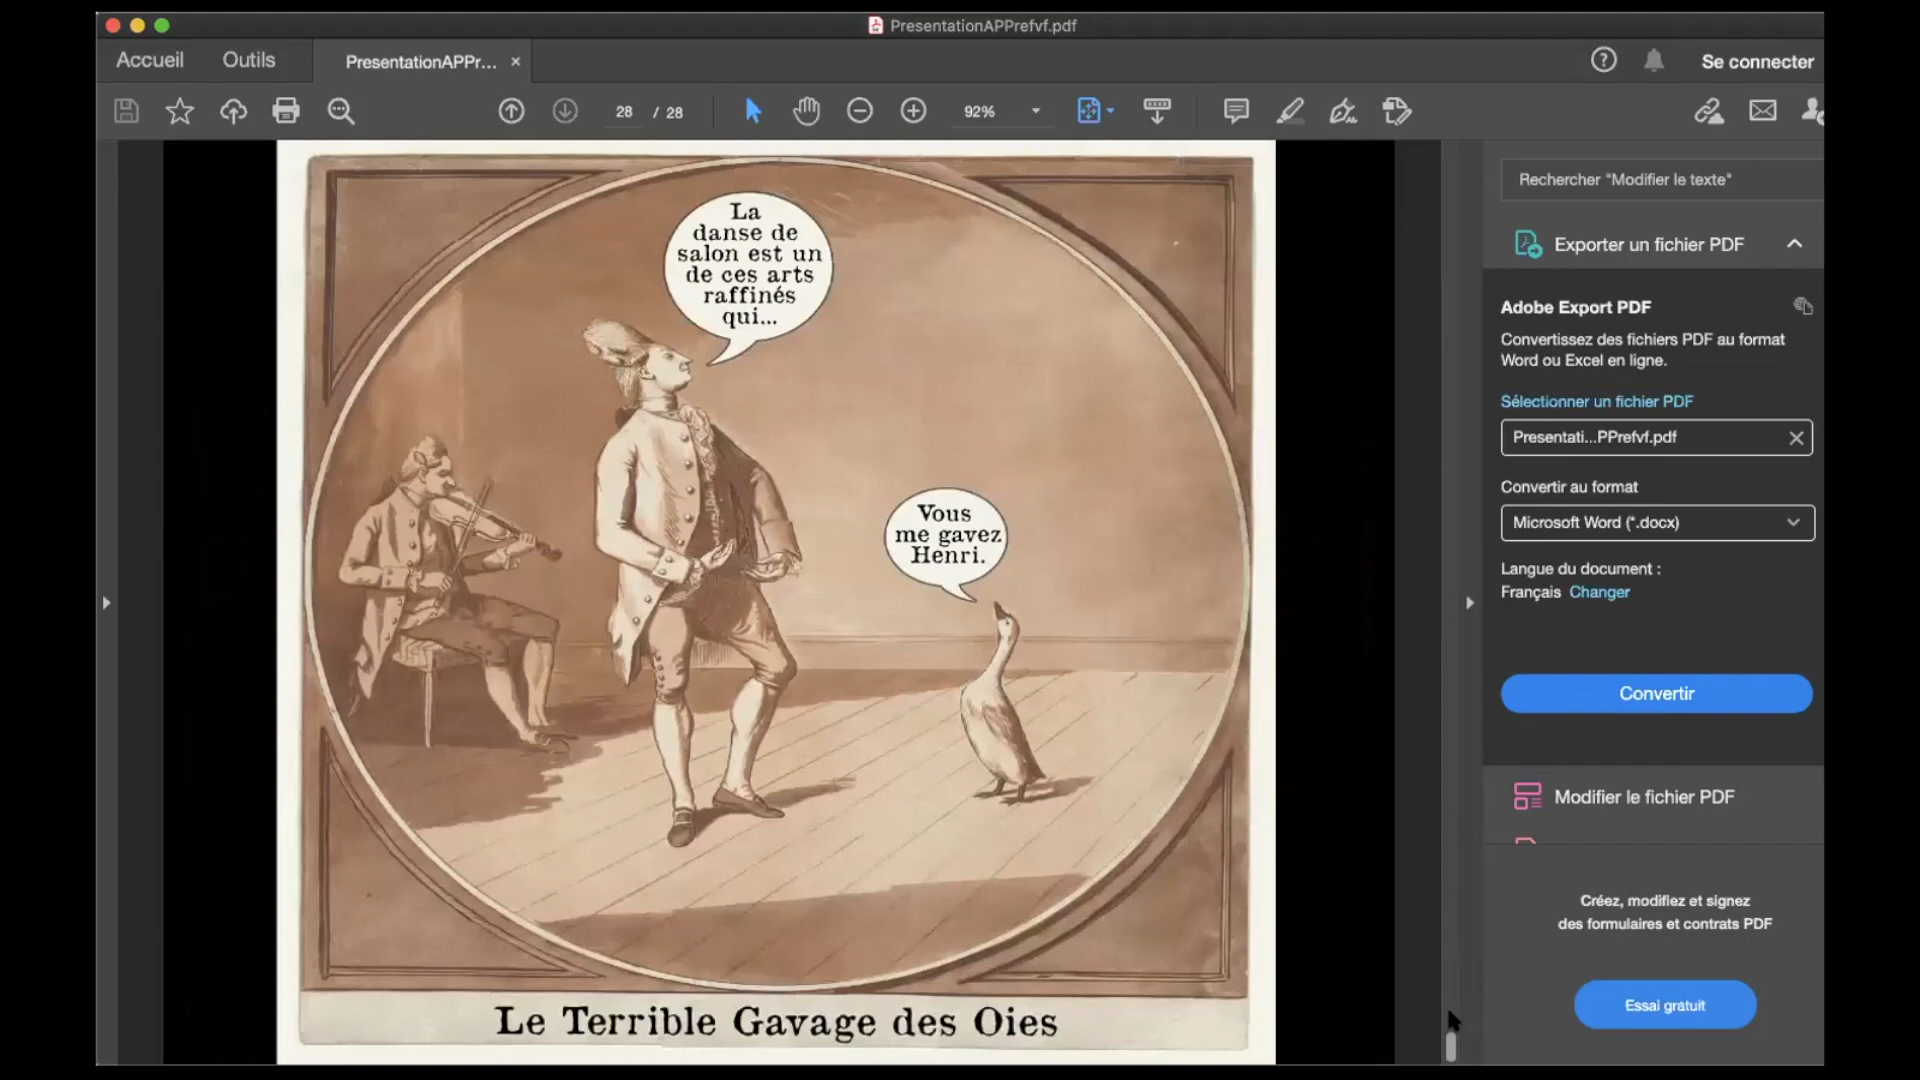 PresentationAPPrefvf.pdf
Accueil
Outils
PresentationAPPr...
Se connecter
28 / 28
92%
La
danse de
salon est un
de ces arts
raffinés
qui...
Vous
me gavez
Henri.
Le Terrible Gavage des Oies
Rechercher "Modifier le texte"
Exporter un fichier PDF
Adobe Export PDF
Convertissez des fichiers PDF au format
Word ou Excel en ligne.
Sélectionner un fichier PDF
Presentati...PPrefvf.pdf
Convertir au format
Microsoft Word (*.docx)
Langue du document :
Français Changer
Convertir
Modifier le fichier PDF
Créez, modifiez et signez
des formulaires et contrats PDF
Essai gratuit